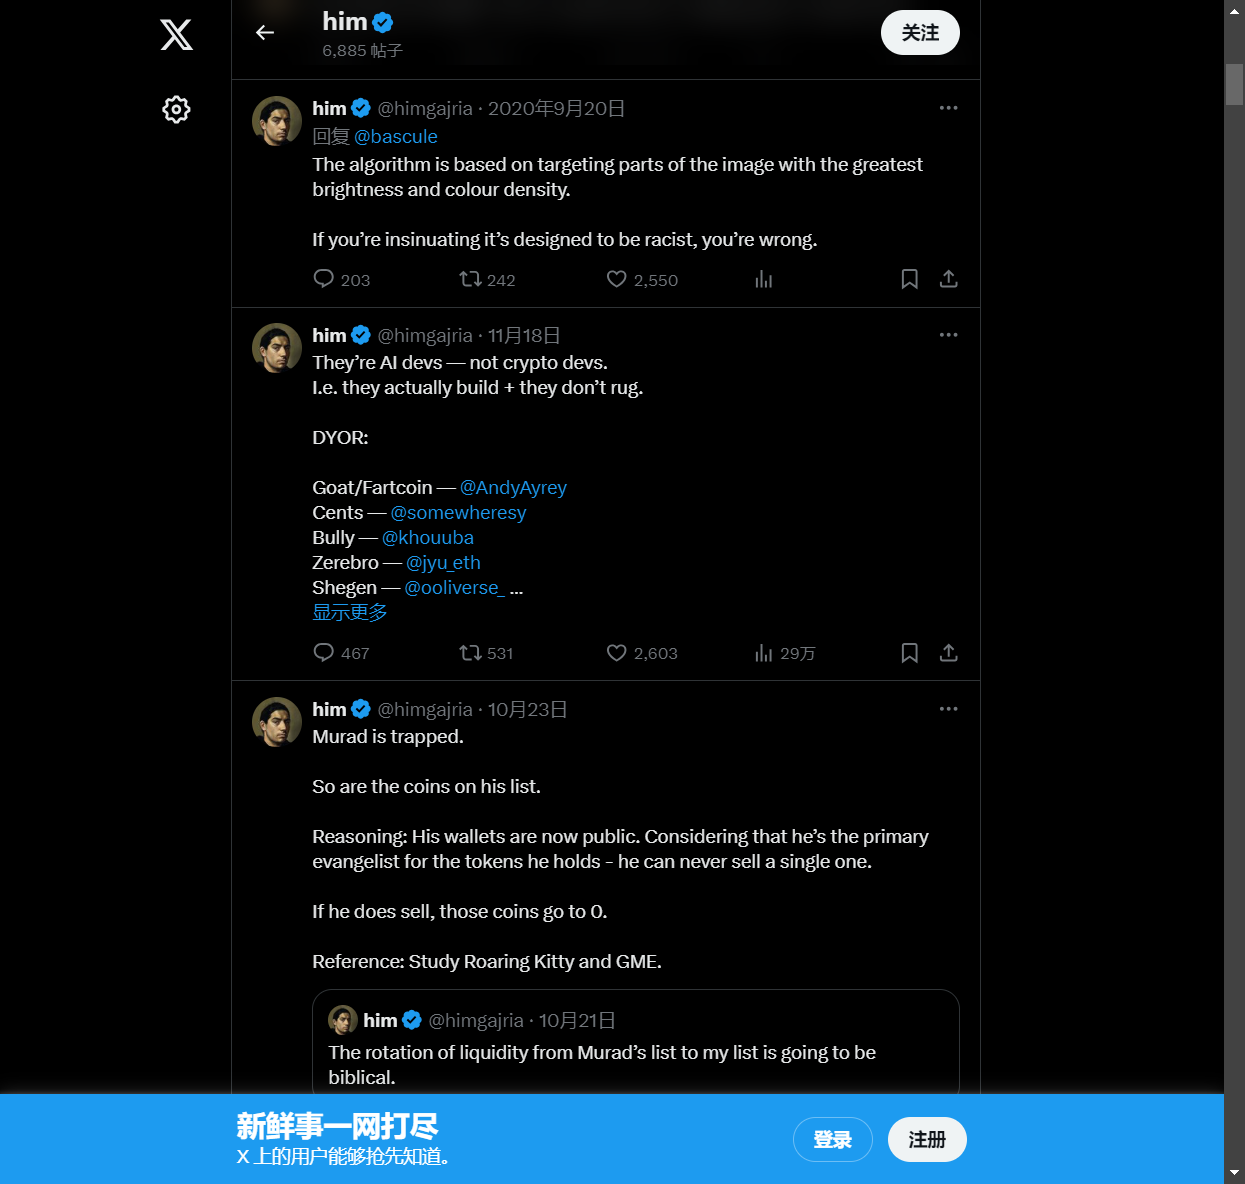 him
6,885 帖子
关注
him @himgajria · 2020年9月20日
回复 @bascule
The algorithm is based on targeting parts of the image with the greatest
brightness and colour density.
If you’re insinuating it’s designed to be racist, you’re wrong.
203 242 2,550
him @himgajria · 11月18日
They’re AI devs — not crypto devs.
I.e. they actually build + they don’t rug.
DYOR:
Goat/Fartcoin — @AndyAyrey
Cents — @somewheresy
Bully — @khouuba
Zerebro — @jyu_eth
Shegen — @ooliverse_ ...
显示更多
467 531 2,603 29万
him @himgajria · 10月23日
Murad is trapped.
So are the coins on his list.
Reasoning: His wallets are now public. Considering that he’s the primary
evangelist for the tokens he holds - he can never sell a single one.
If he does sell, those coins go to 0.
Reference: Study Roaring Kitty and GME.
him @himgajria · 10月21日
The rotation of liquidity from Murad’s list to my list is going to be
biblical.
新鲜事一网打尽
X 上的用户能够抢先知道。
登录
注册